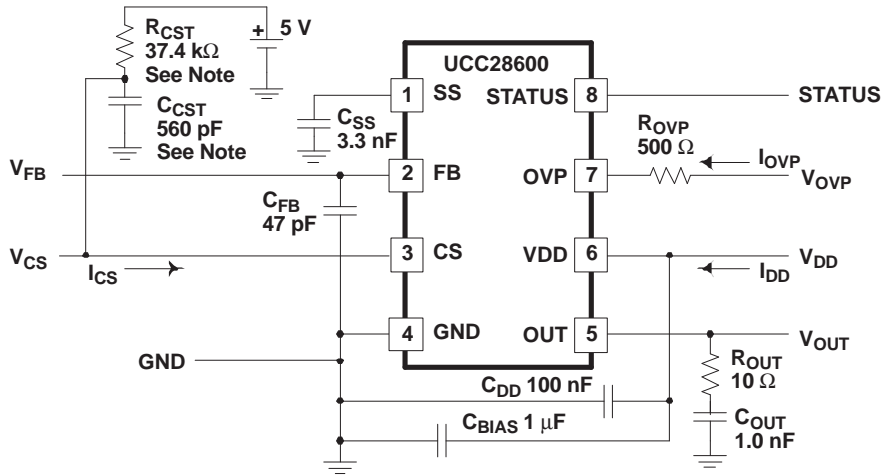 R_CST
37.4 kΩ
See Note
+
5 V
C_CST
560 pF
See Note
C_SS
3.3 nF
UCC28600
1
SS
STATUS
8
STATUS
V_FB
2
FB
OVP
7
R_OVP
500 Ω
I_OVP
V_OVP
C_FB
47 pF
V_CS
I_CS
3
CS
VDD
6
I_DD
V_DD
4
GND
OUT
5
V_OUT
GND
R_OUT
10 Ω
C_DD 100 nF
C_BIAS 1 μF
C_OUT
1.0 nF